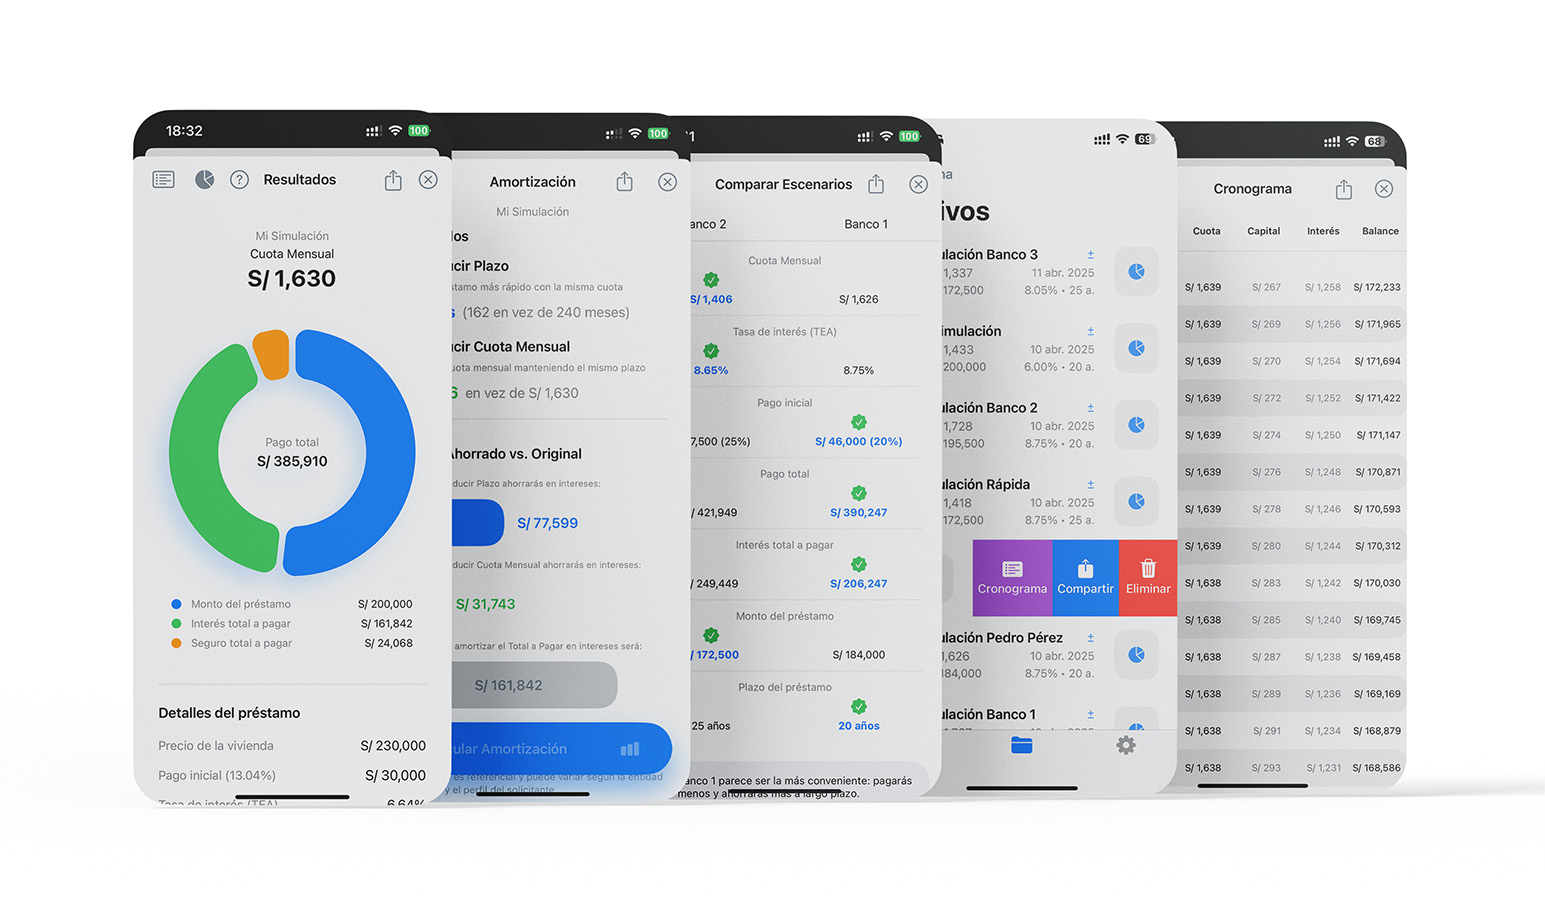 18:32
100
Resultados
Mi Simulación
Cuota Mensual
S/ 1,630
Pago total
S/ 385,910
Monto del préstamo S/ 200,000
Interés total a pagar S/ 161,842
Seguro total a pagar S/ 24,068
Detalles del préstamo
Precio de la vivienda S/ 230,000
Pago inicial (13.04%) S/ 30,000
Tasa de interés (TEA) 6.64%
100
Amortización
Mi Simulación
los
cir Plazo
stamo más rápido con la misma cuota
s (162 en vez de 240 meses)
cir Cuota Mensual
uota mensual manteniendo el mismo plazo
6 en vez de S/ 1,630
Ahorrado vs. Original
ducir Plazo ahorrarás en intereses:
S/ 77,599
ducir Cuota Mensual ahorrarás en intereses:
S/ 31,743
amortizar el Total a Pagar en intereses será:
S/ 161,842
cular Amortización
es referencial y puede variar según la entidad
y el perfil del solicitante
1
100
Comparar Escenarios
anco 2 Banco 1
Cuota Mensual
S/ 1,406 S/ 1,626
Tasa de interés (TEA)
8.65% 8.75%
Pago inicial
7,500 (25%) S/ 46,000 (20%)
Pago total
/ 421,949 S/ 390,247
Interés total a pagar
/ 249,449 S/ 206,247
Monto del préstamo
/ 172,500 S/ 184,000
Plazo del préstamo
25 años 20 años
anco 1 parece ser la más conveniente: pagarás
menos y ahorrarás más a largo plazo.
69
na
ivos
ulación Banco 3 ±
1,337 11 abr. 2025
172,500 8.05% • 25 a.
imulación ±
1,433 10 abr. 2025
200,000 6.00% • 20 a.
ulación Banco 2 ±
1,728 10 abr. 2025
195,500 8.75% • 20 a.
ulación Rápida ±
1,418 10 abr. 2025
172,500 8.75% • 25 a.
Cronograma Compartir Eliminar
ulación Pedro Pérez ±
1,626 10 abr. 2025
184,000 8.75% • 20 a.
ulación Banco 1 ±
68
Cronograma
Cuota Capital Interés Balance
S/ 1,639 S/ 267 S/ 1,258 S/ 172,233
S/ 1,639 S/ 269 S/ 1,256 S/ 171,965
S/ 1,639 S/ 270 S/ 1,254 S/ 171,694
S/ 1,639 S/ 272 S/ 1,252 S/ 171,422
S/ 1,639 S/ 274 S/ 1,250 S/ 171,147
S/ 1,639 S/ 276 S/ 1,248 S/ 170,871
S/ 1,639 S/ 278 S/ 1,246 S/ 170,593
S/ 1,639 S/ 280 S/ 1,244 S/ 170,312
S/ 1,638 S/ 283 S/ 1,242 S/ 170,030
S/ 1,638 S/ 285 S/ 1,240 S/ 169,745
S/ 1,638 S/ 287 S/ 1,238 S/ 169,458
S/ 1,638 S/ 289 S/ 1,236 S/ 169,169
S/ 1,638 S/ 291 S/ 1,234 S/ 168,879
S/ 1,638 S/ 293 S/ 1,231 S/ 168,586